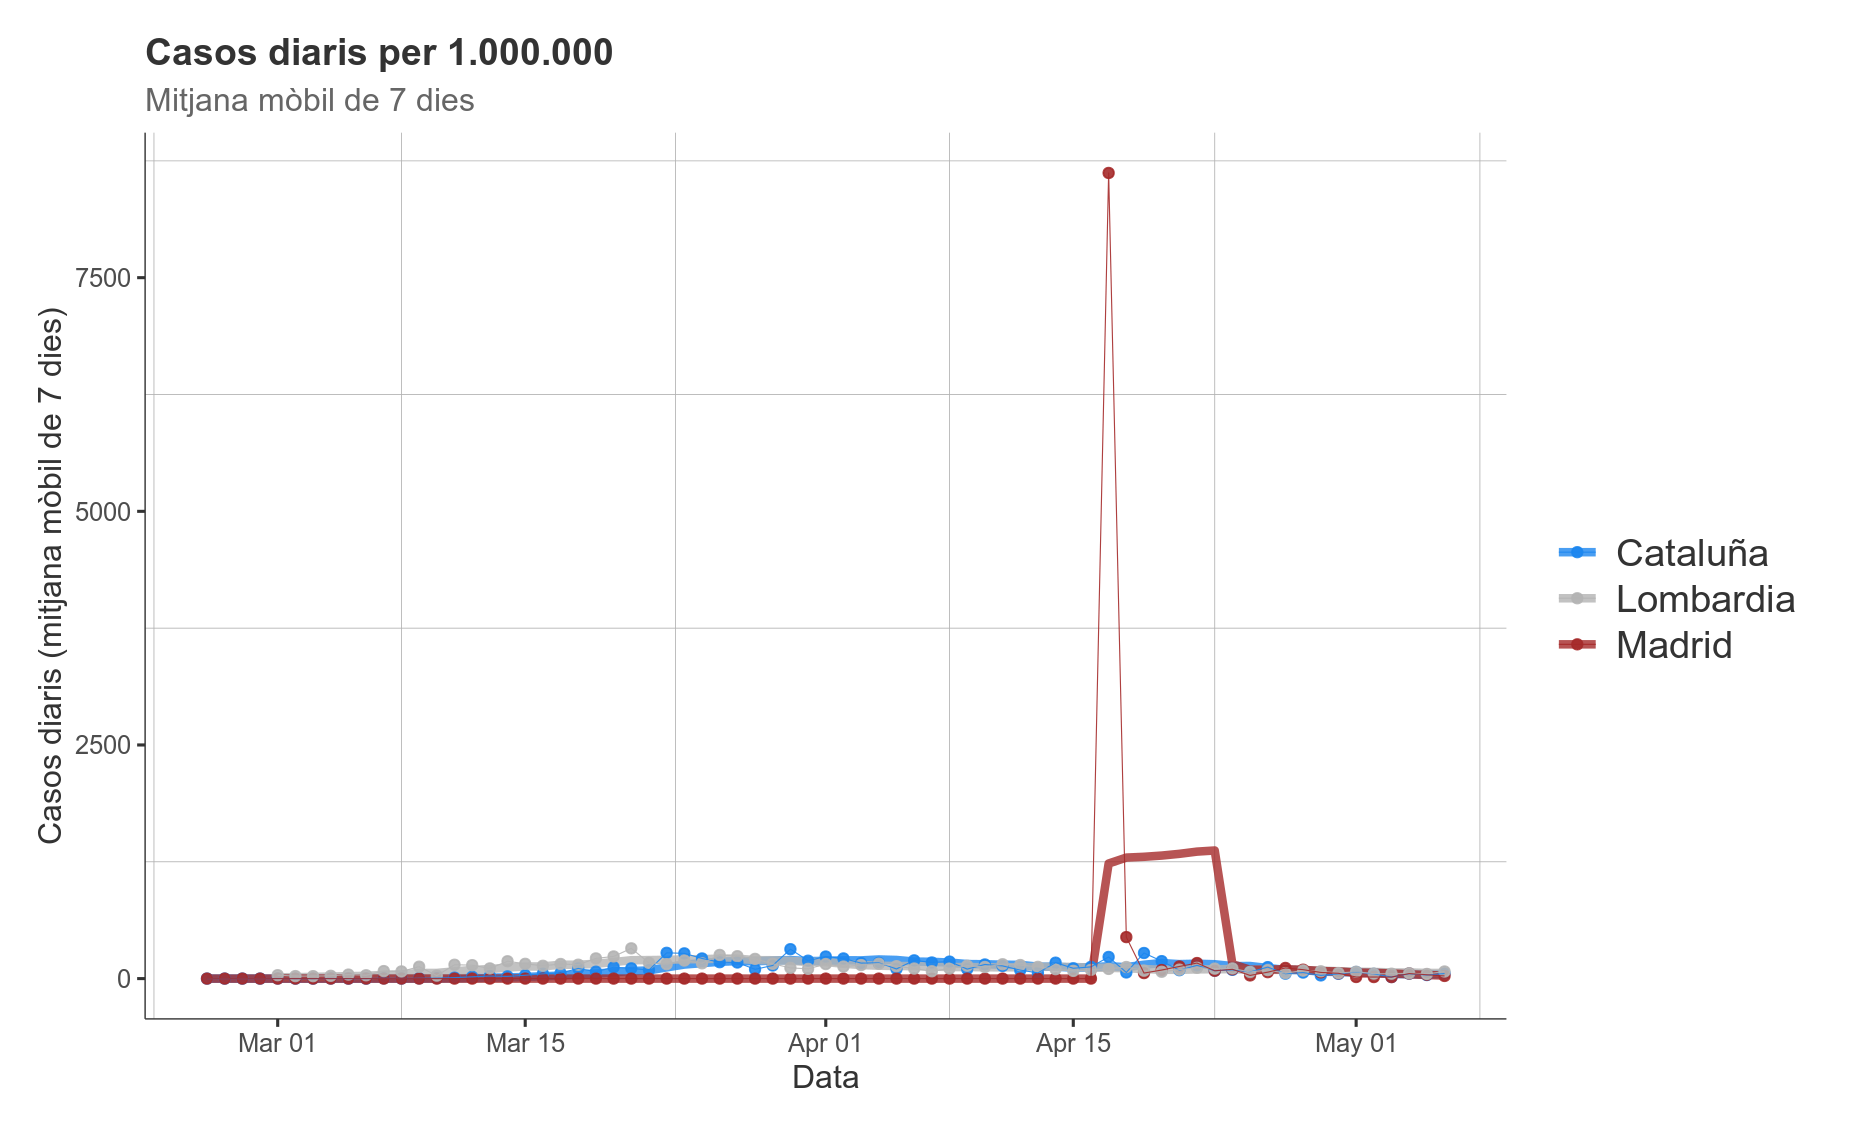 Casos diaris per 1.000.000
Mitjana mòbil de 7 dies
Casos diaris (mitjana mòbil de 7 dies)
7500
5000
2500
0
Mar 01
Mar 15
Apr 01
Apr 15
May 01
Data
Cataluña
Lombardia
Madrid